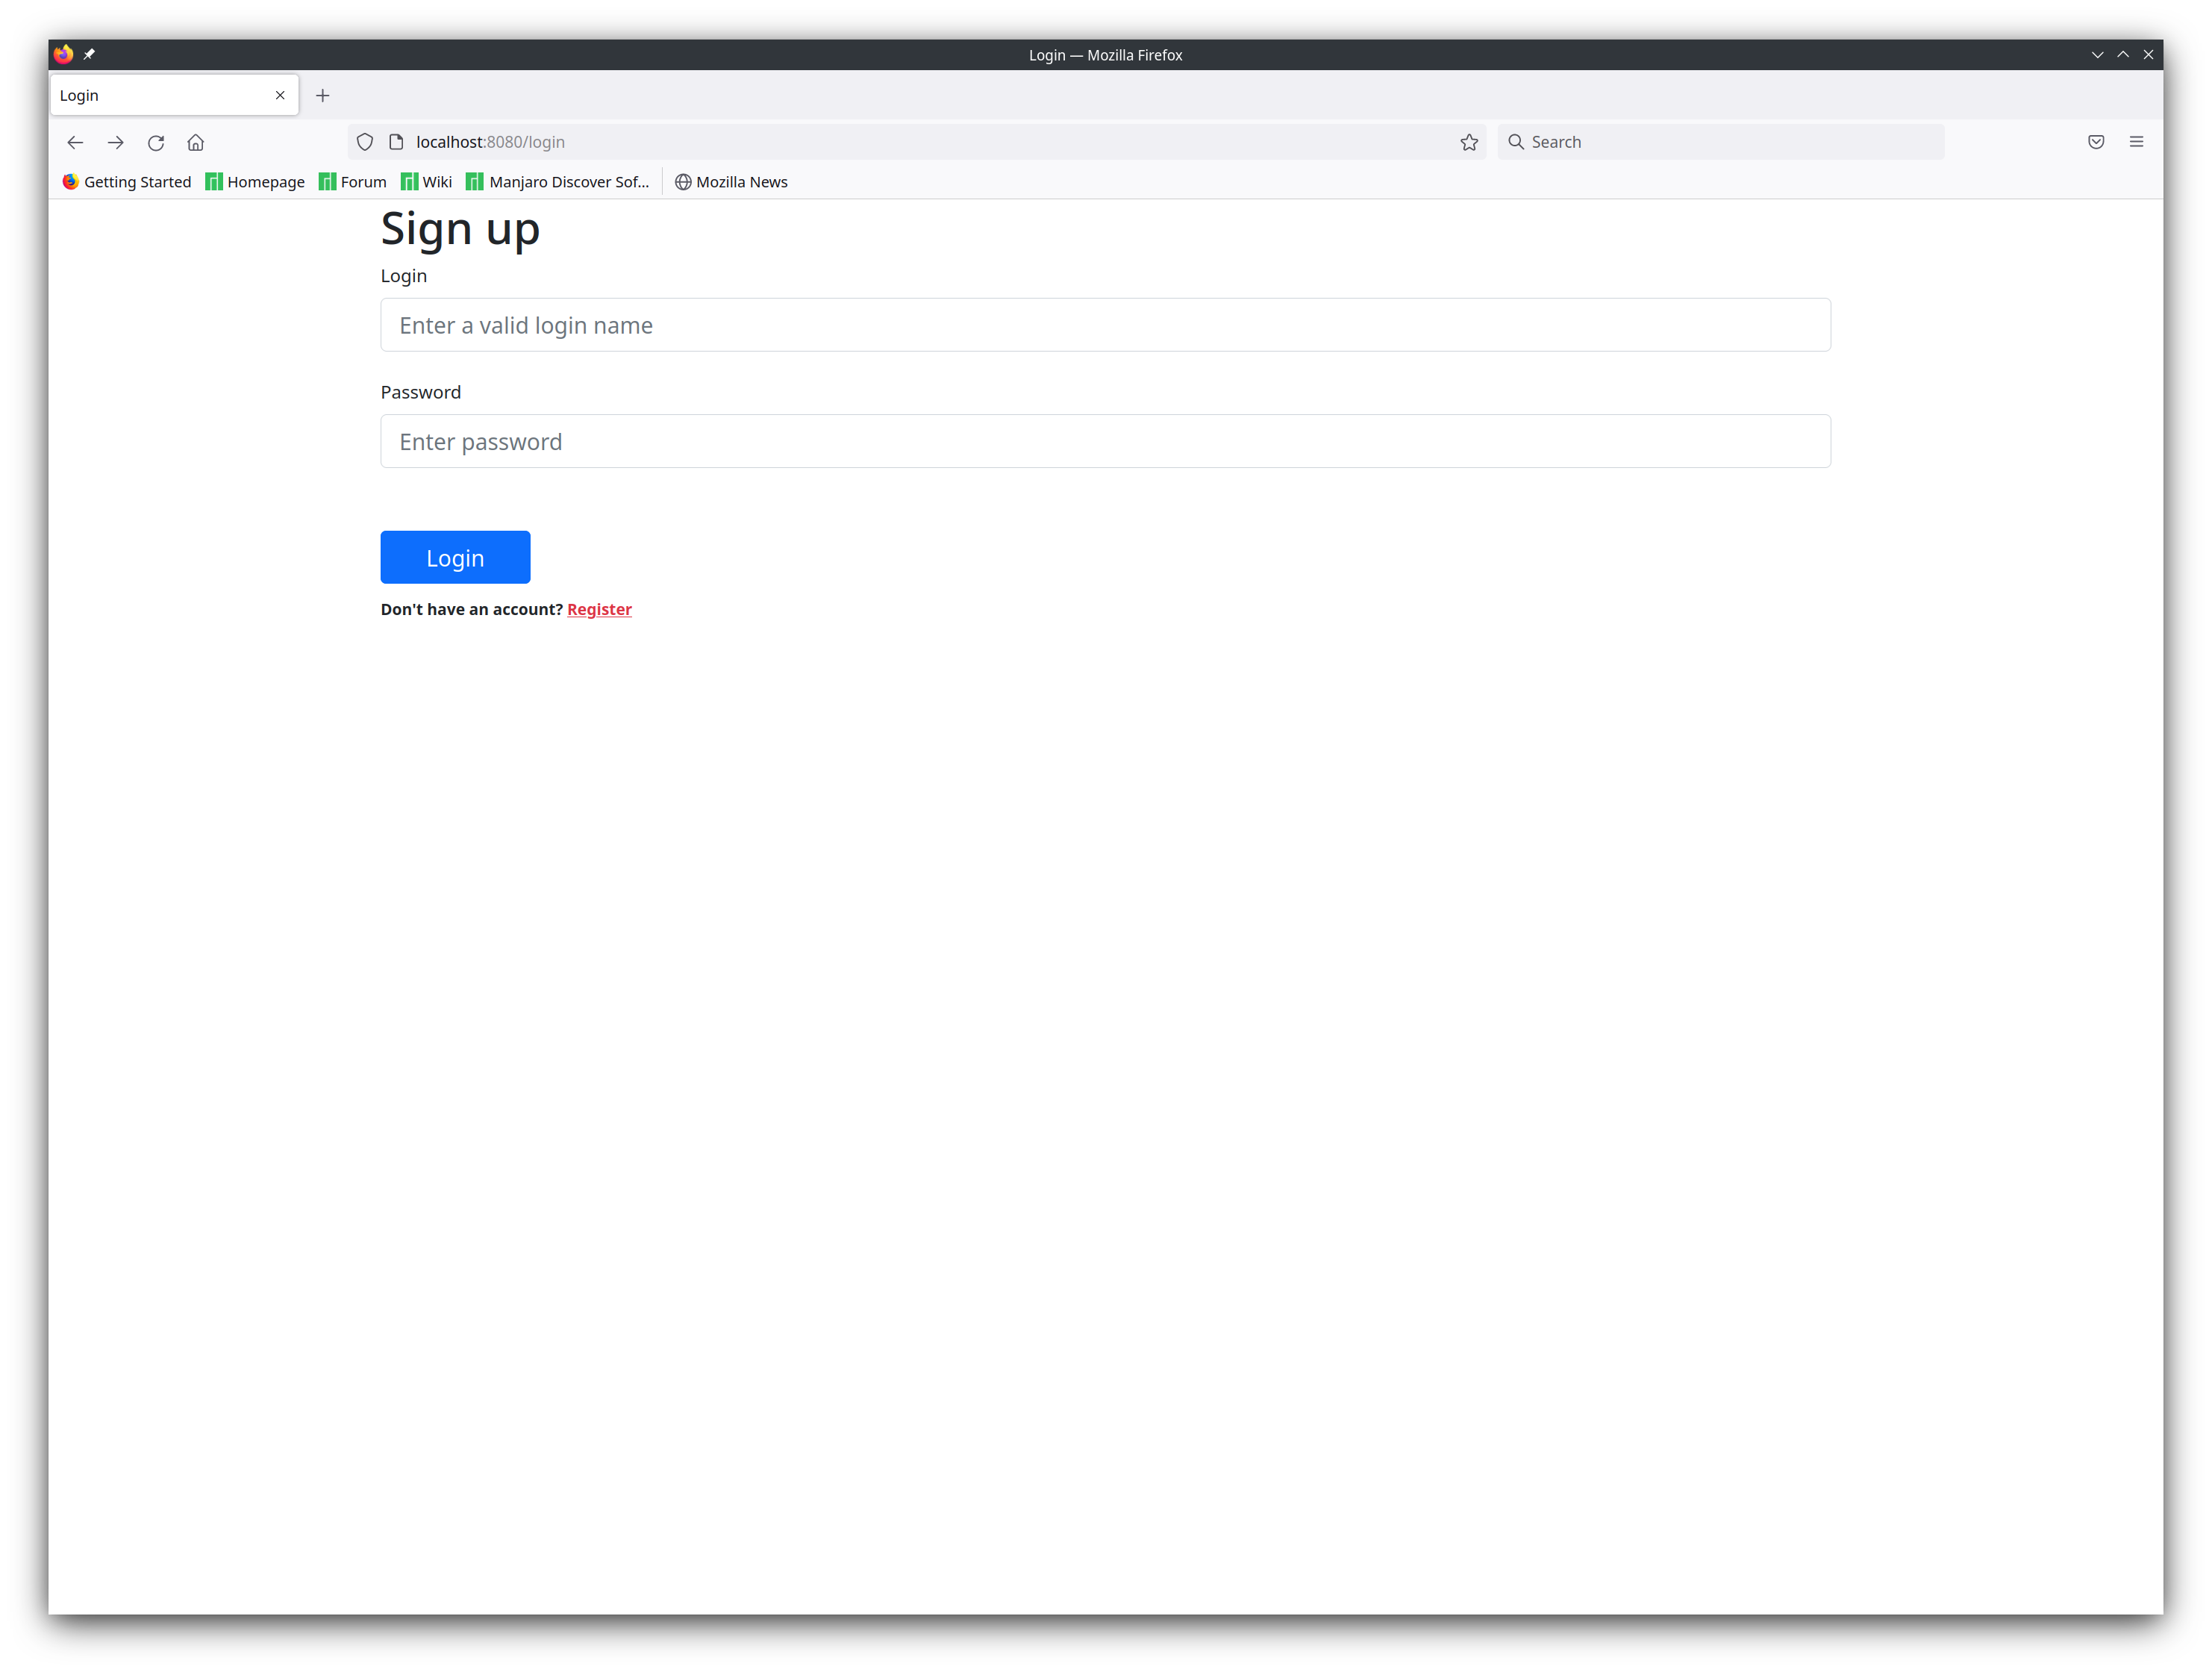 Login — Mozilla Firefox
Login
localhost:8080/login
Search
Getting Started Homepage Forum Wiki Manjaro Discover Sof... Mozilla News
Sign up
Login
Enter a valid login name
Password
Enter password
Login
Don't have an account? Register